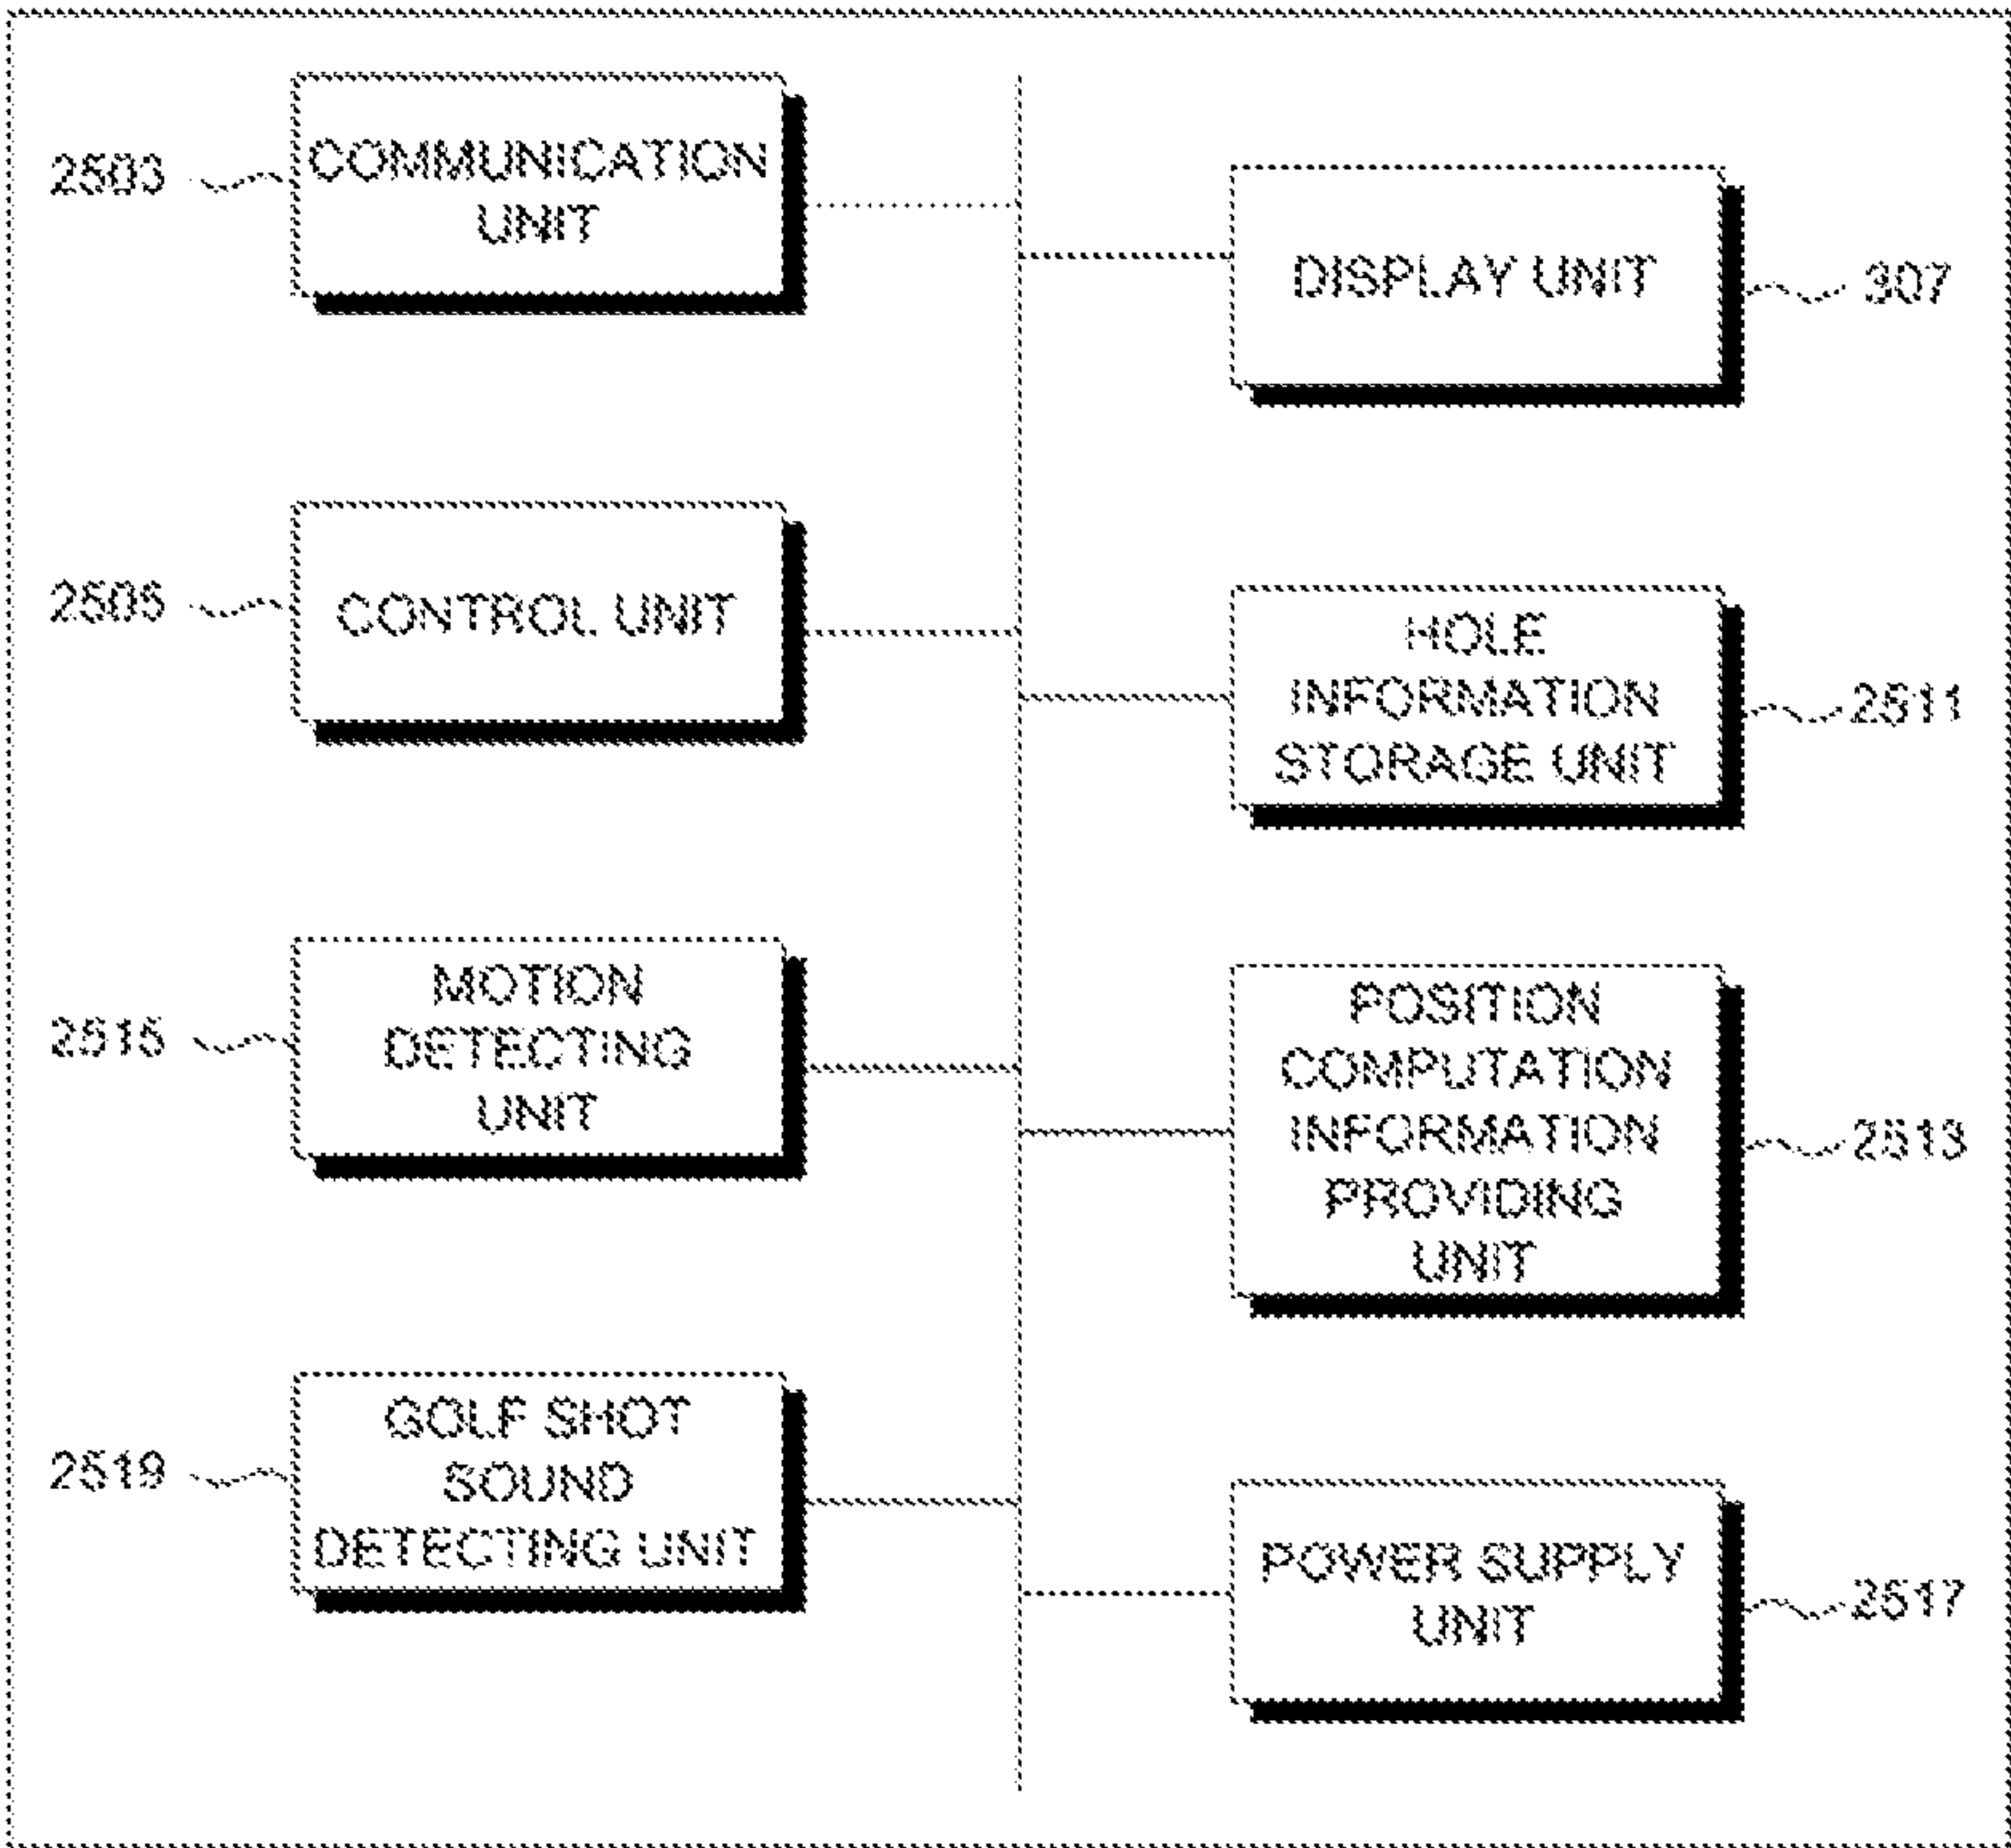 2503
COMMUNICATION
UNIT
DISPLAY UNIT
307
2505
CONTROL UNIT
HOLE
INFORMATION
STORAGE UNIT
2511
2515
MOTION
DETECTING
UNIT
POSITION
COMPUTATION
INFORMATION
PROVIDING
UNIT
2513
2519
GOLF SHOT
SOUND
DETECTING UNIT
POWER SUPPLY
UNIT
2517